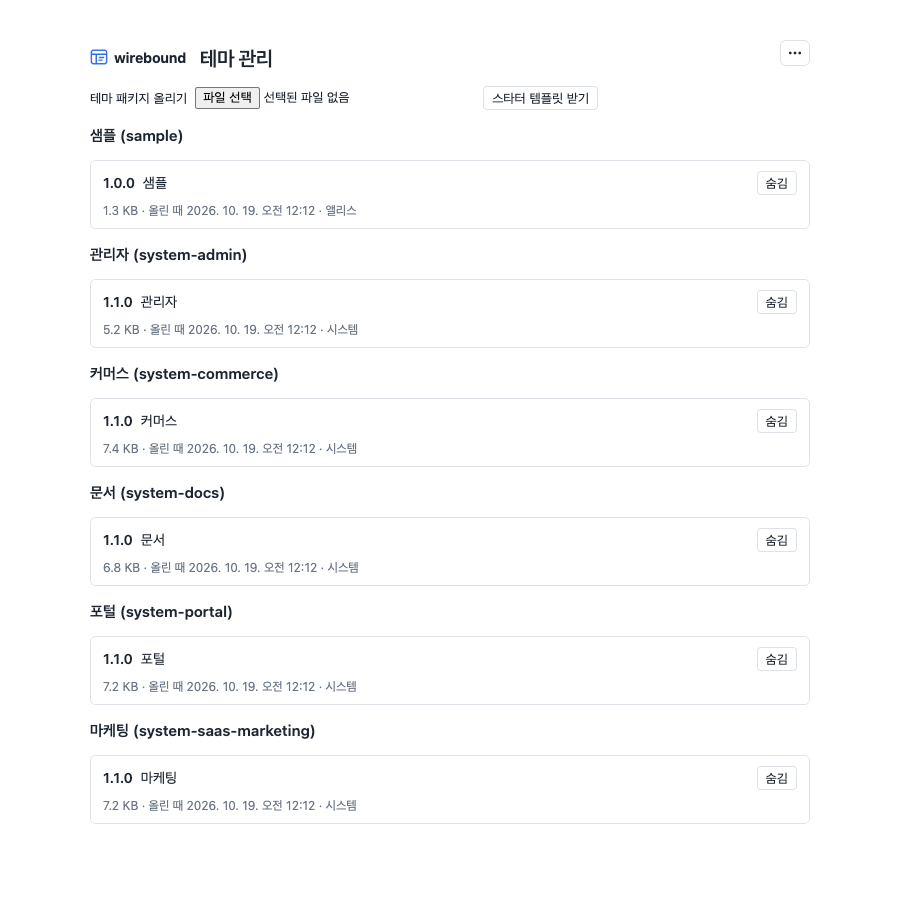 wirebound 테마 관리 ...
테마 패키지 올리기 파일 선택 선택된 파일 없음 스타터 템플릿 받기
샘플 (sample)
1.0.0 샘플 숨김
1.3 KB · 올린 때 2026. 10. 19. 오전 12:12 · 앨리스
관리자 (system-admin)
1.1.0 관리자 숨김
5.2 KB · 올린 때 2026. 10. 19. 오전 12:12 · 시스템
커머스 (system-commerce)
1.1.0 커머스 숨김
7.4 KB · 올린 때 2026. 10. 19. 오전 12:12 · 시스템
문서 (system-docs)
1.1.0 문서 숨김
6.8 KB · 올린 때 2026. 10. 19. 오전 12:12 · 시스템
포털 (system-portal)
1.1.0 포털 숨김
7.2 KB · 올린 때 2026. 10. 19. 오전 12:12 · 시스템
마케팅 (system-saas-marketing)
1.1.0 마케팅 숨김
7.2 KB · 올린 때 2026. 10. 19. 오전 12:12 · 시스템